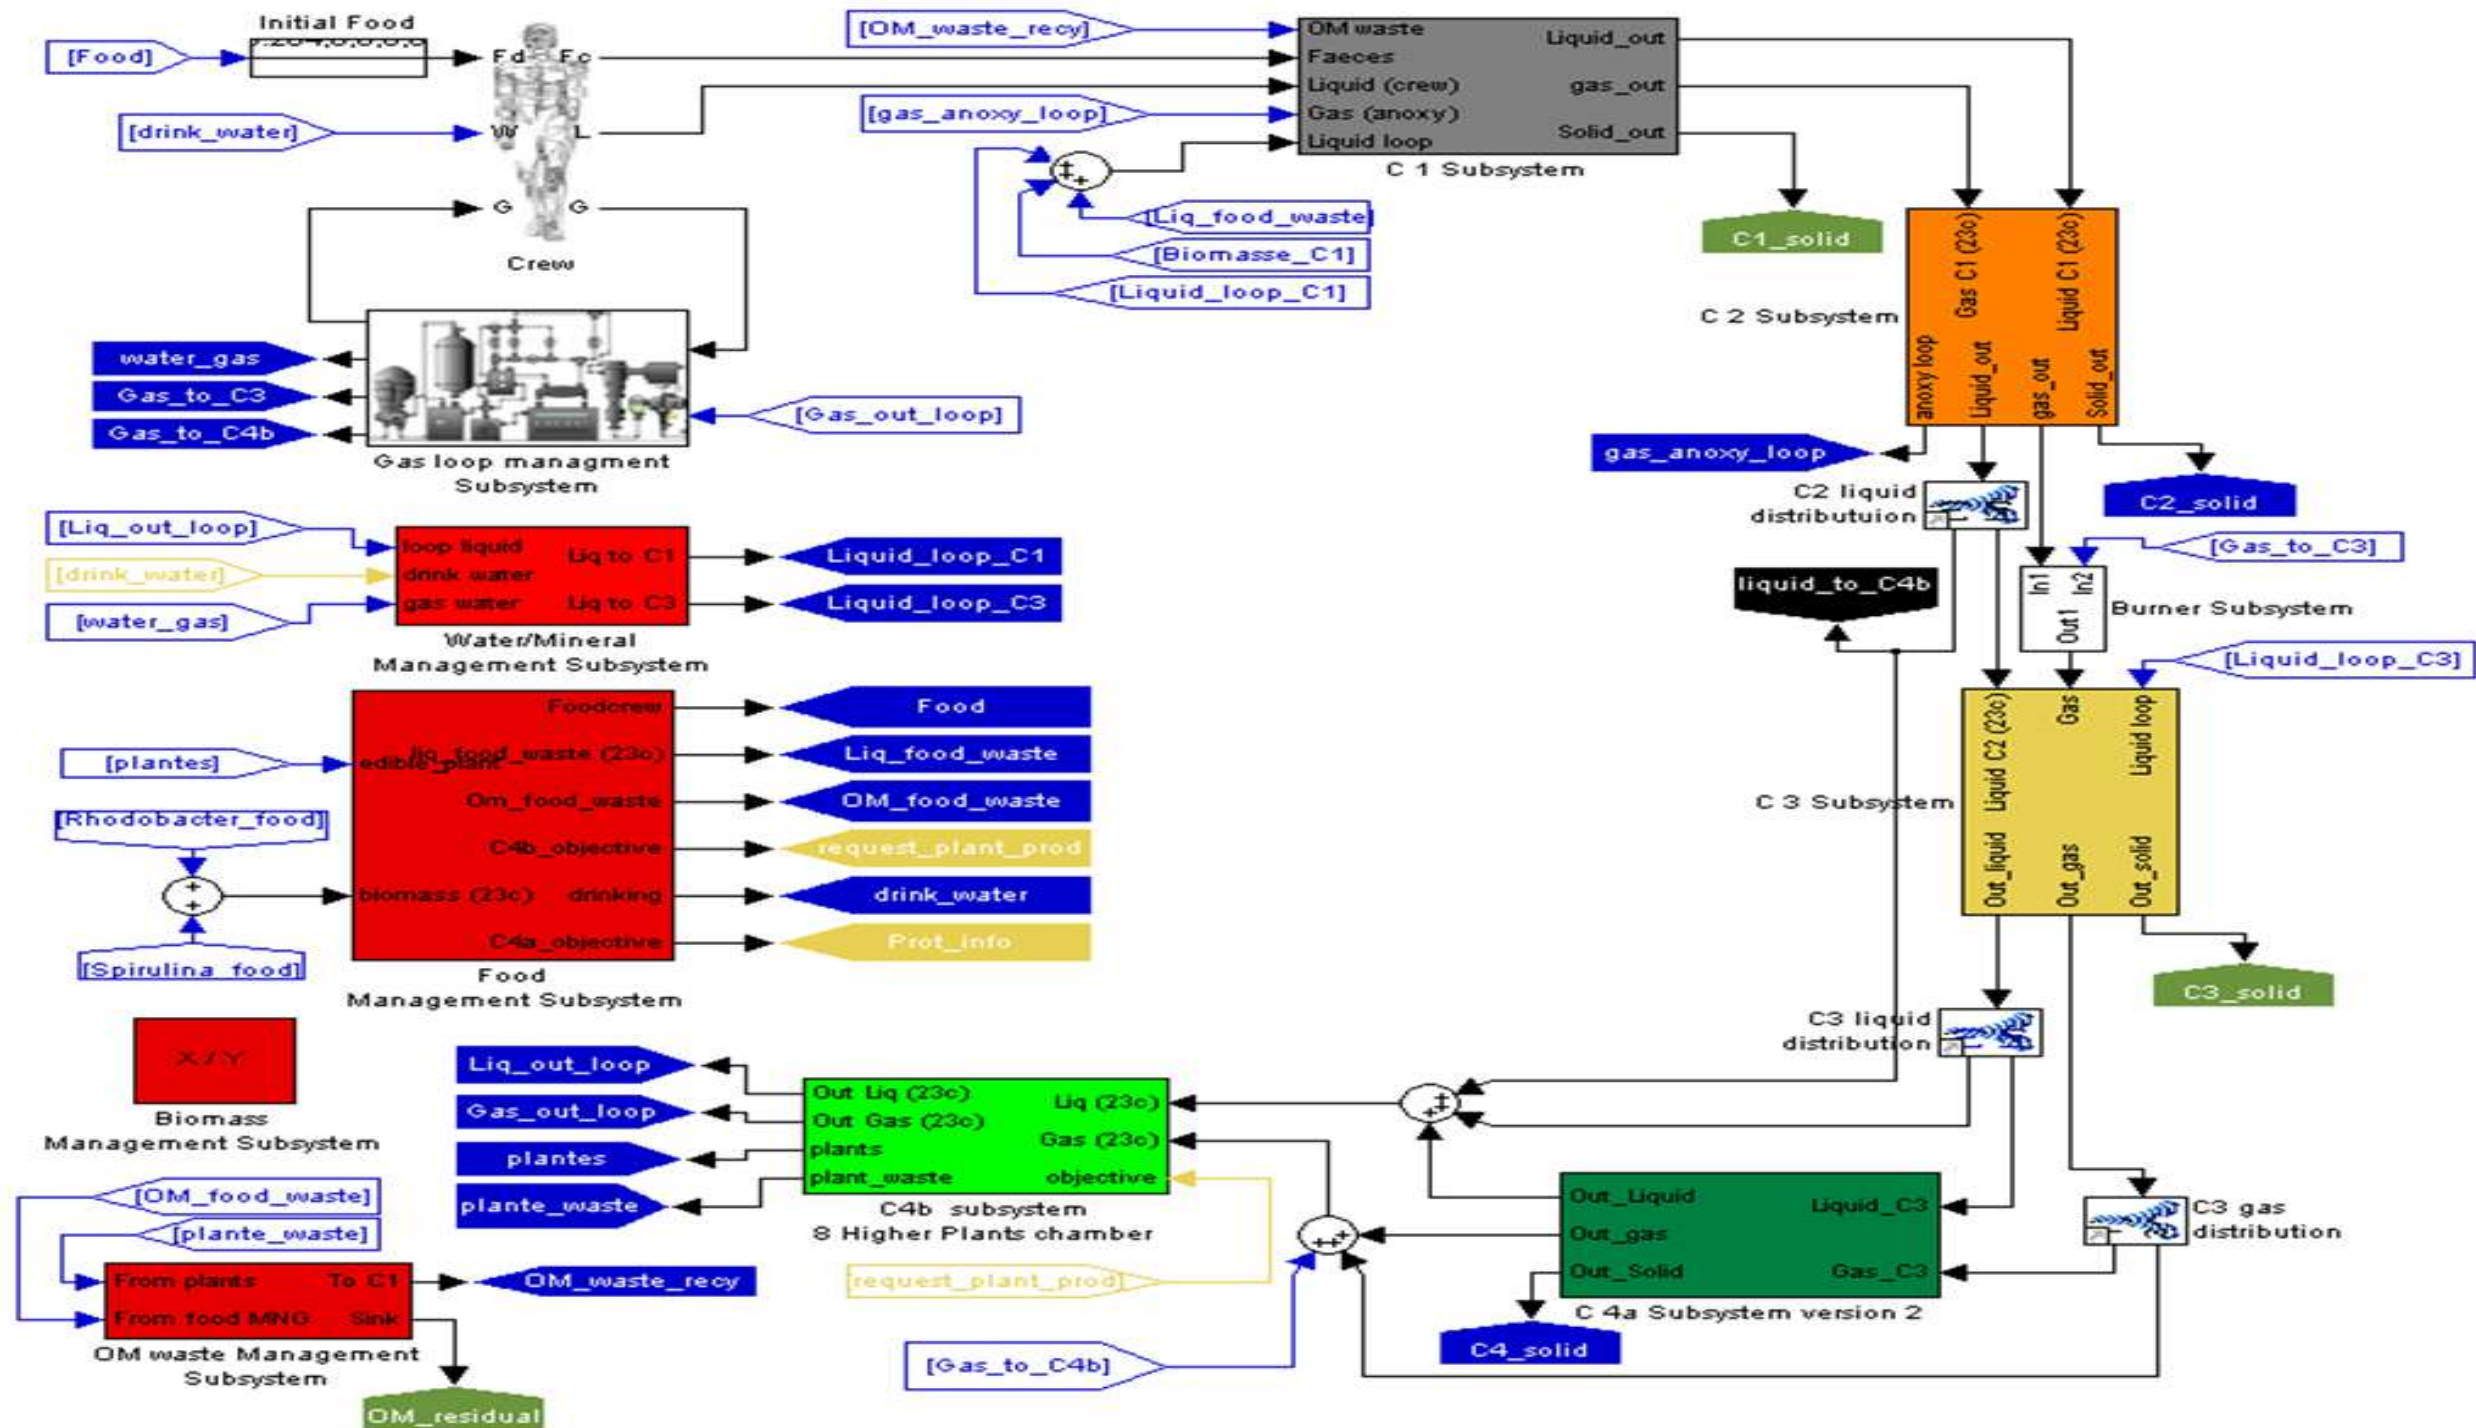 Initial Food
[Food]
Fd
Fc
[drink_water]
W
L
G
G
Crew
[OM_waste_recy]
[gas_anoxy_loop]
OM waste
Faeces
Liquid (crew)
Gas (anoxy)
Liquid loop
Liquid_out
gas_out
Solid_out
C 1 Subsystem
[Liq_food_waste]
[Biomasse_C1]
[Liquid_loop_C1]
C1_solid
Gas C1 (23c)
Liquid C1 (23c)
C 2 Subsystem
anoxy loop
Liquid_out
gas_out
Solid_out
water_gas
Gas_to_C3
Gas_to_C4b
[Gas_out_loop]
Gas loop managment
Subsystem
gas_anoxy_loop
C2 liquid
distributuion
C2_solid
[Gas_to_C3]
In1
In2
Out1
Burner Subsystem
liquid_to_C4b
[Liquid_loop_C3]
[Liq_out_loop]
[drink_water]
[water_gas]
loop liquid
drink water
gas water
Liq to C1
Liq to C3
Liquid_loop_C1
Liquid_loop_C3
Water/Mineral
Management Subsystem
Liquid C2 (23c)
Gas
Liquid loop
C 3 Subsystem
Out_liquid
Out_gas
Out_solid
[plantes]
[Rhodobacter_food]
[Spirulina_food]
edible_plant
biomass (23c)
Foodcrew
liq_food_waste (23c)
Om_food_waste
C4b_objective
drinking
C4a_objective
Food
Liq_food_waste
OM_food_waste
request_plant_prod
drink_water
Prot_info
Food
Management Subsystem
C3_solid
C3 liquid
distribution
X / Y
Biomass
Management Subsystem
Liq_out_loop
Gas_out_loop
plantes
plante_waste
Out Liq (23c)
Out Gas (23c)
plants
plant_waste
Liq (23c)
Gas (23c)
objective
C4b subsystem
8 Higher Plants chamber
[request_plant_prod]
[Gas_to_C4b]
Out_Liquid
Out_gas
Out_Solid
Liquid_C3
Gas_C3
C 4a Subsystem version 2
C4_solid
C3 gas
distribution
[OM_food_waste]
[plante_waste]
From plants
From food MNG
To C1
Sink
OM_waste_recy
OM waste Management
Subsystem
OM_residual